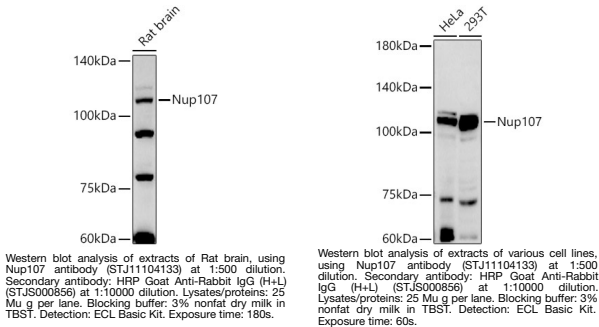 Rat brain
140kDa
Nup107
100kDa
75kDa
60kDa
Western blot analysis of extracts of Rat brain, using
Nup107 antibody (STJ11104133) at 1:500 dilution.
Secondary antibody: HRP Goat Anti-Rabbit IgG (H+L)
(STJS000856) at 1:10000 dilution. Lysates/proteins: 25
Mu g per lane. Blocking buffer: 3% nonfat dry milk in
TBST. Detection: ECL Basic Kit. Exposure time: 180s.
HeLa
293T
180kDa
140kDa
Nup107
100kDa
75kDa
60kDa
Western blot analysis of extracts of various cell lines,
using Nup107 antibody (STJ11104133) at 1:500
dilution. Secondary antibody: HRP Goat Anti-Rabbit
IgG (H+L) (STJS000856) at 1:10000 dilution.
Lysates/proteins: 25 Mu g per lane. Blocking buffer: 3%
nonfat dry milk in TBST. Detection: ECL Basic Kit.
Exposure time: 60s.